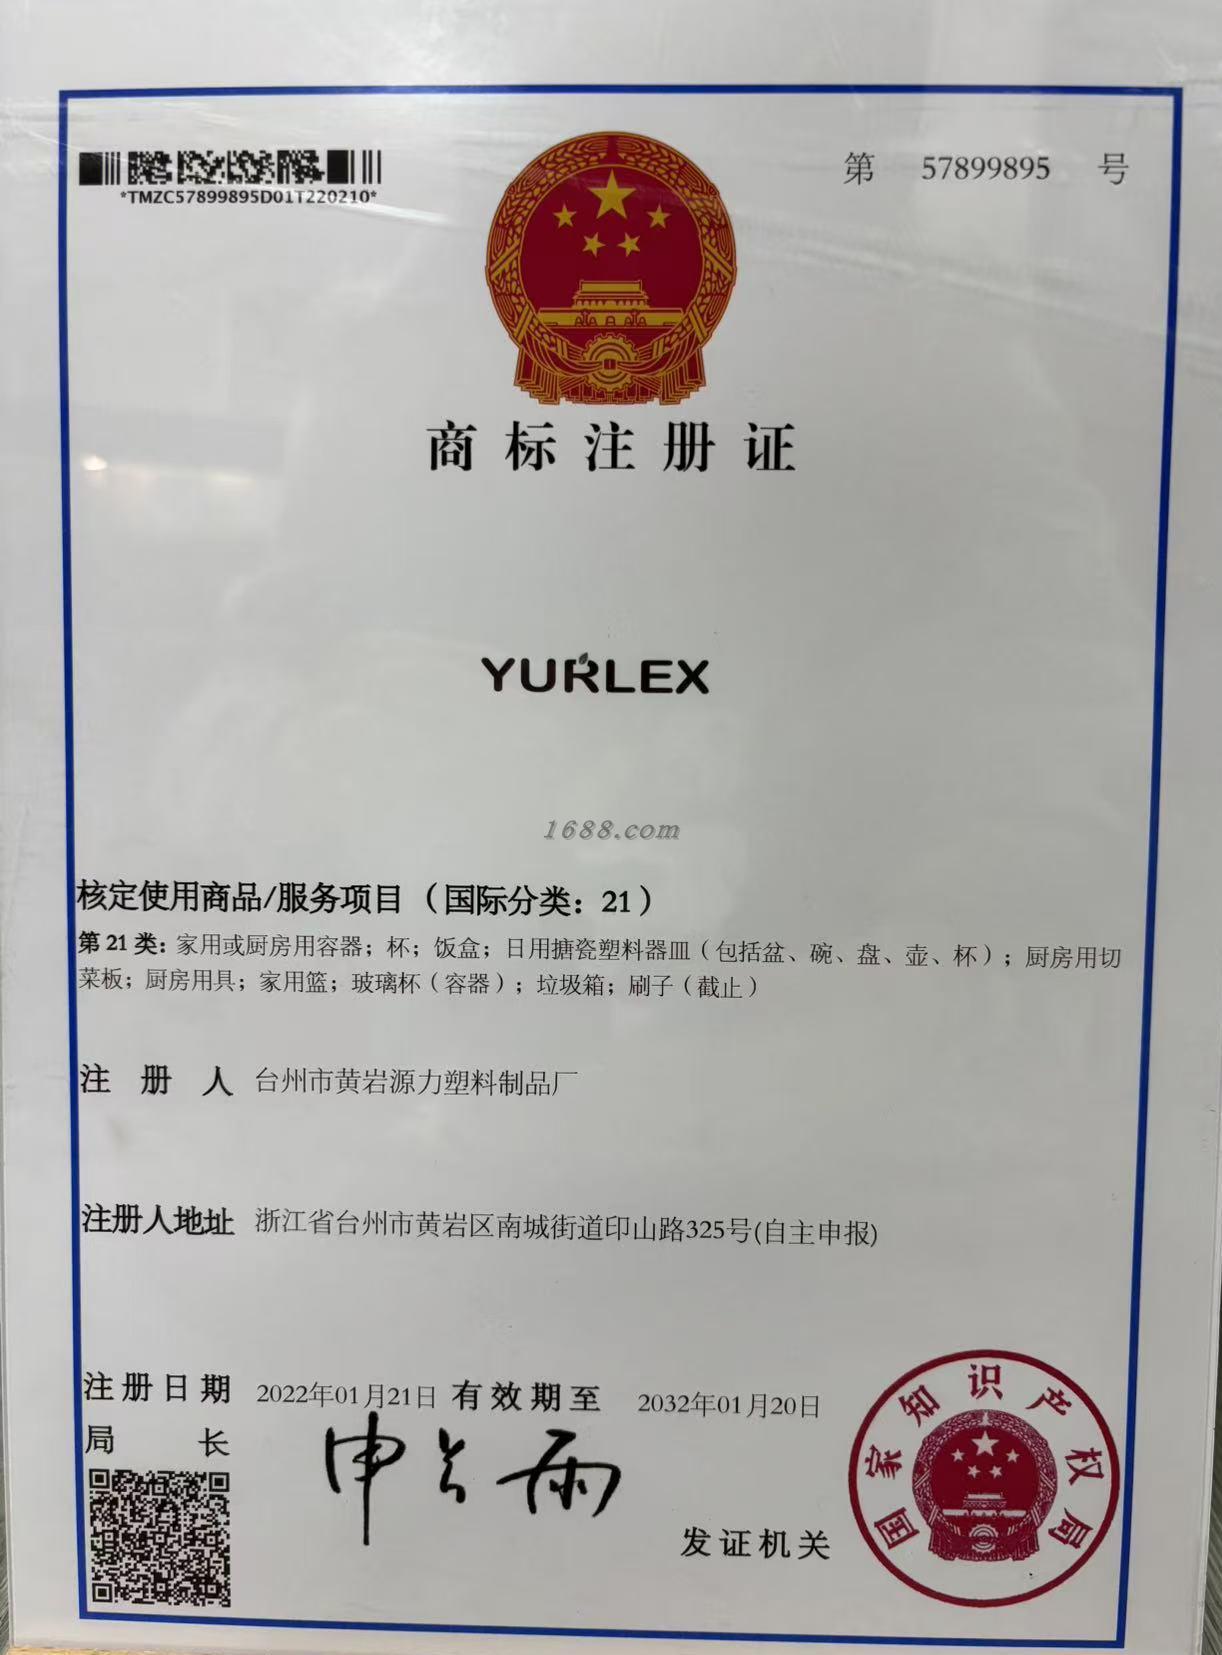 *TMZC57899895D01T220210*
第 57899895 号
商标注册证
YURLEX
1688.com
核定使用商品/服务项目（国际分类：21）
第 21 类：家用或厨房用容器；杯；饭盒；日用搪瓷塑料器皿（包括盆、碗、盘、壶、杯）；厨房用切
菜板；厨房用具；家用篮；玻璃杯（容器）；垃圾箱；刷子（截止）
注册人 台州市黄岩源力塑料制品厂
注册人地址 浙江省台州市黄岩区南城街道印山路325号(自主申报)
注册日期 2022年01月21日 有效期至 2032年01月20日
局长 申长雨
发证机关
国家知识产权局